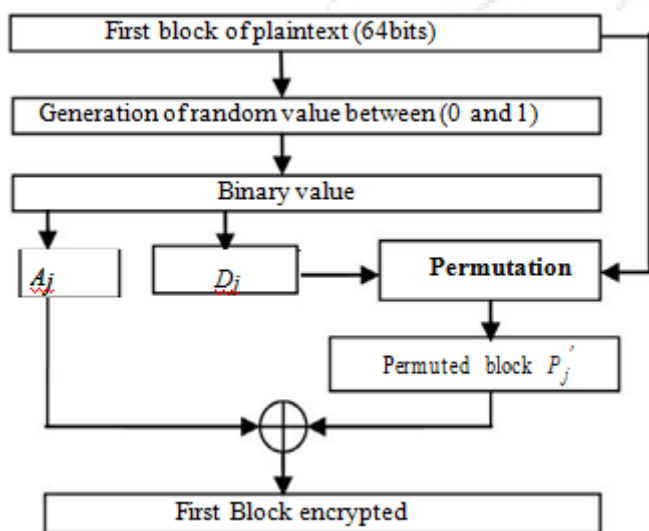 First block of plaintext (64bits)
Generation of random value between (0 and 1)
Binary value
Aj
Dj
Permutation
Permuted block Pj′
First Block encrypted